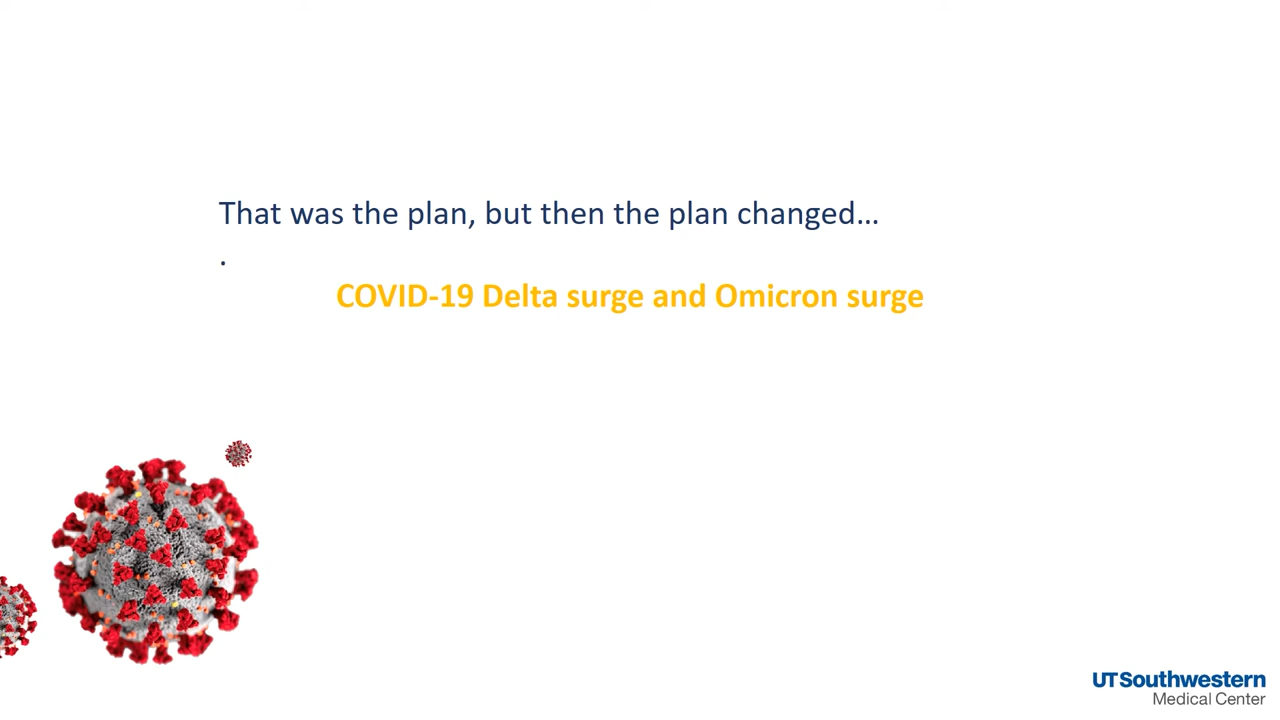 That was the plan, but then the plan changed…
.
COVID-19 Delta surge and Omicron surge
UTSouthwestern
Medical Center